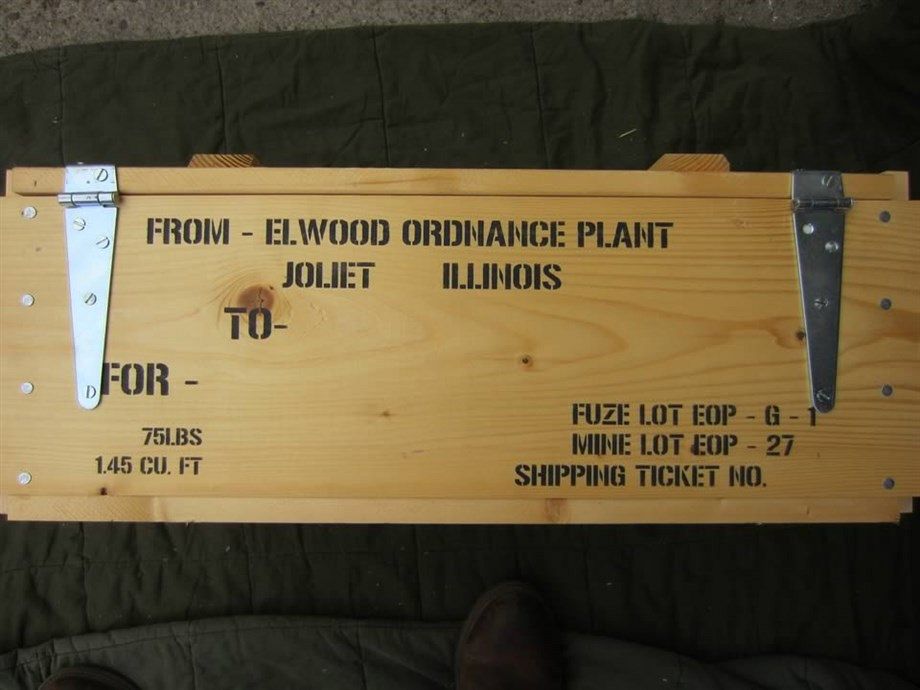 FROM - ELWOOD ORDNANCE PLANT
JOLIET ILLINOIS
TO-
FOR -
75LBS
1.45 CU. FT
FUZE LOT EOP - G - 1
MINE LOT EOP - 27
SHIPPING TICKET NO.